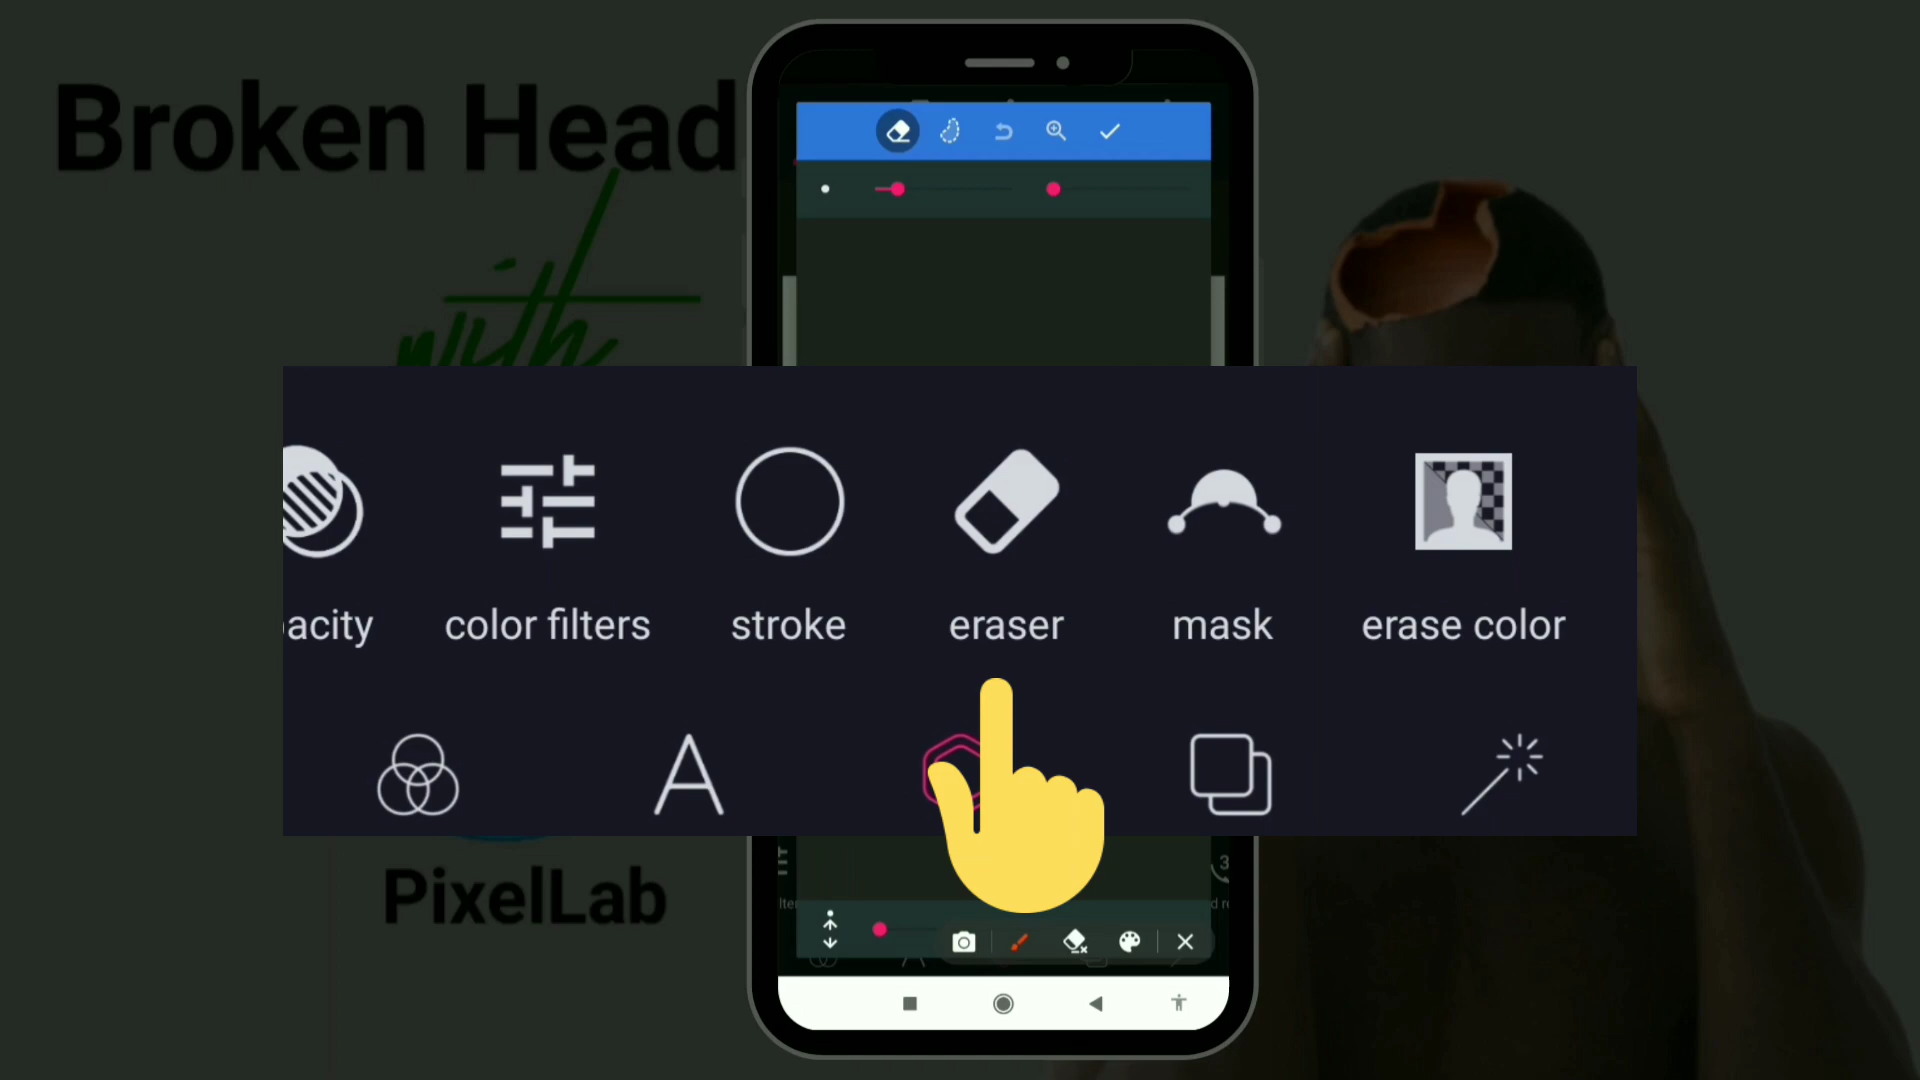 Broken Head
with
acity color filters stroke eraser mask erase color
PixelLab